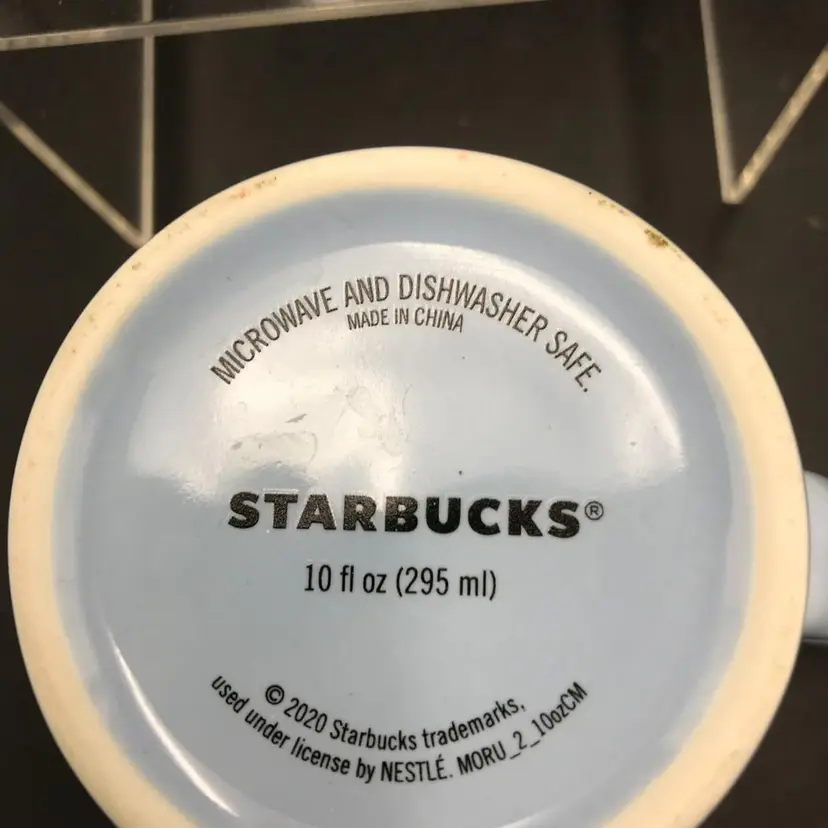 MICROWAVE AND DISHWASHER SAFE.
MADE IN CHINA
STARBUCKS®
10 fl oz (295 ml)
© 2020 Starbucks trademarks,
used under license by NESTLÉ. MORU_2_10ozCM